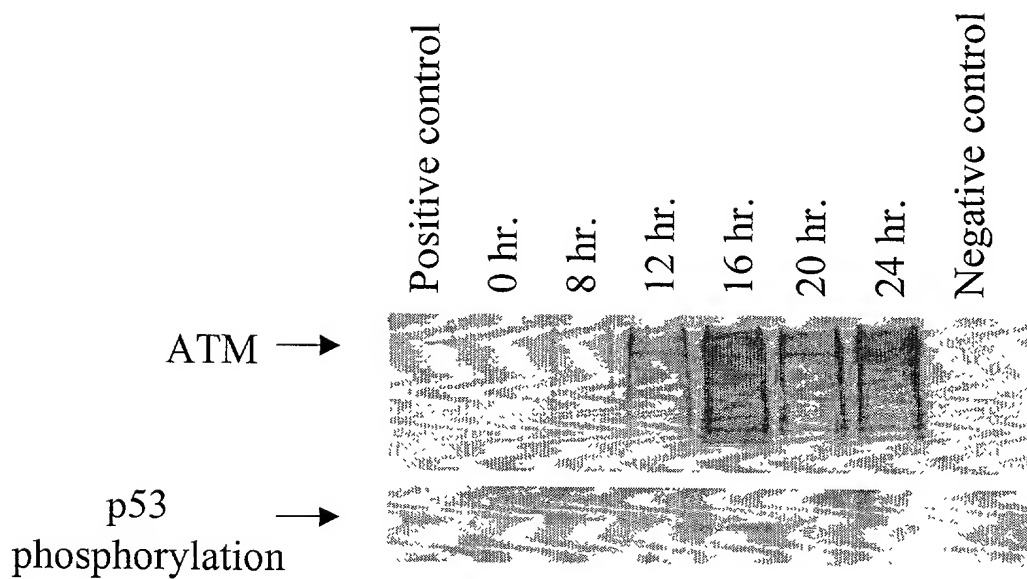 Positive control
0 hr.
8 hr.
12 hr.
16 hr.
20 hr.
24 hr.
Negative control
ATM
p53
phosphorylation